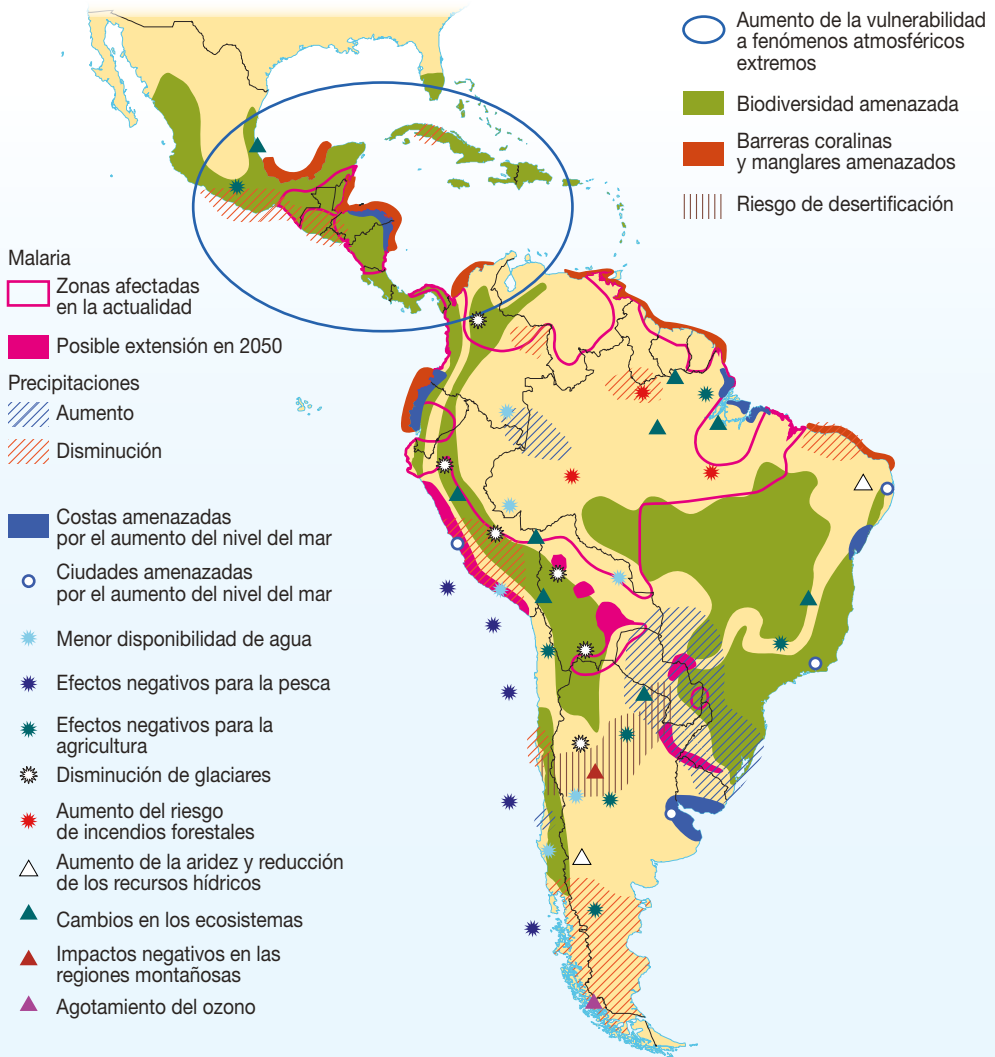 Aumento de la vulnerabilidad
a fenómenos atmosféricos
extremos
Biodiversidad amenazada
Barreras coralinas
y manglares amenazados
Riesgo de desertificación
Malaria
Zonas afectadas
en la actualidad
Posible extensión en 2050
Precipitaciones
Aumento
Disminución
Costas amenazadas
por el aumento del nivel del mar
Ciudades amenazadas
por el aumento del nivel del mar
Menor disponibilidad de agua
Efectos negativos para la pesca
Efectos negativos para la
agricultura
Disminución de glaciares
Aumento del riesgo
de incendios forestales
Aumento de la aridez y reducción
de los recursos hídricos
Cambios en los ecosistemas
Impactos negativos en las
regiones montañosas
Agotamiento del ozono